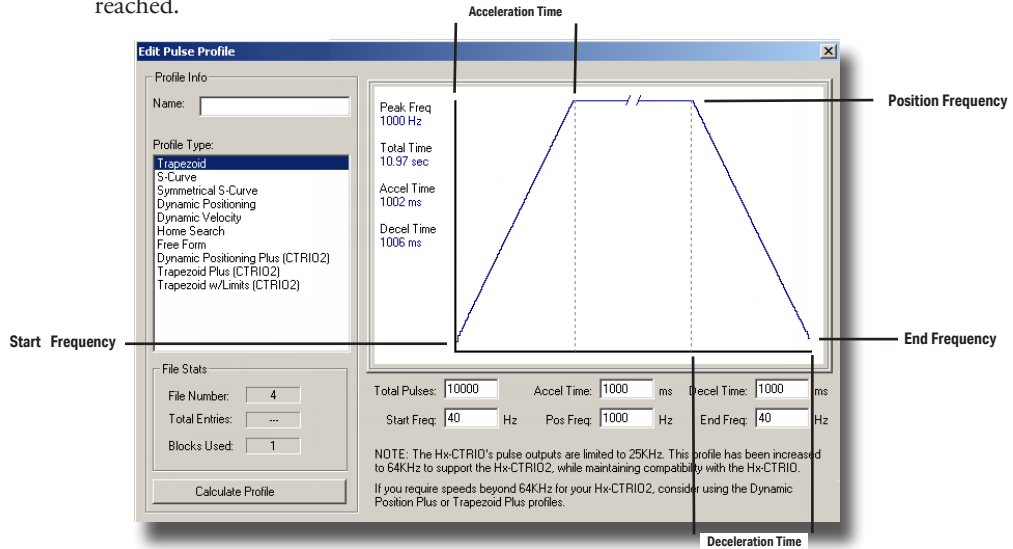 reached.
Acceleration Time
Edit Pulse Profile
Profile Info
Name:
Profile Type:
Trapezoid
S-Curve
Symmetrical S-Curve
Dynamic Positioning
Dynamic Velocity
Home Search
Free Form
Dynamic Positioning Plus (CTRIO2)
Trapezoid Plus (CTRIO2)
Trapezoid w/Limits (CTRIO2)
Peak Freq
1000 Hz
Total Time
10.97 sec
Accel Time
1002 ms
Decel Time
1006 ms
Position Frequency
Start Frequency
End Frequency
File Stats
File Number: 4
Total Entries: ---
Blocks Used: 1
Calculate Profile
Total Pulses: 10000 Accel Time: 1000 ms Decel Time: 1000 ms
Start Freq: 40 Hz Pos Freq: 1000 Hz End Freq: 40 Hz
NOTE: The Hx-CTRIO's pulse outputs are limited to 25KHz. This profile has been increased
to 64KHz to support the Hx-CTRIO2, while maintaining compatibility with the Hx-CTRIO.
If you require speeds beyond 64KHz for your Hx-CTRIO2, consider using the Dynamic
Position Plus or Trapezoid Plus profiles.
Deceleration Time